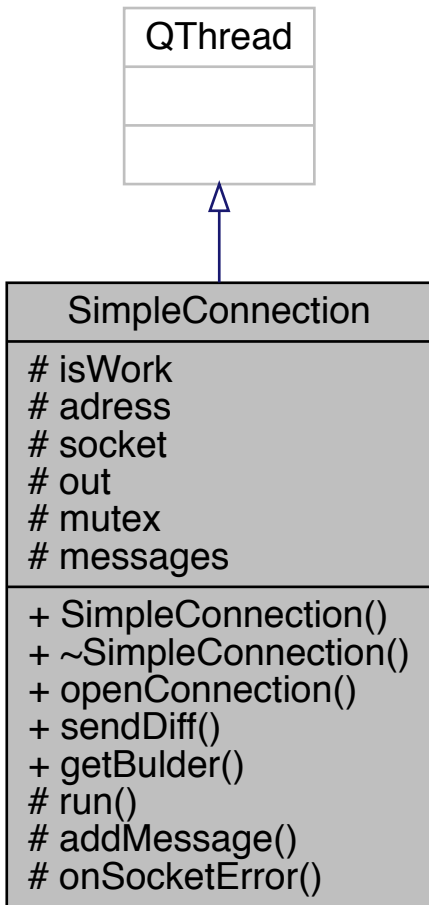 QThread
SimpleConnection
# isWork
# adress
# socket
# out
# mutex
# messages
+ SimpleConnection()
+ ~SimpleConnection()
+ openConnection()
+ sendDiff()
+ getBulder()
# run()
# addMessage()
# onSocketError()